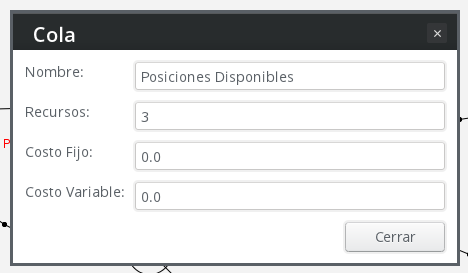 Cola
×
Nombre: Posiciones Disponibles
Recursos: 3
Costo Fijo: 0.0
Costo Variable: 0.0
Cerrar
P